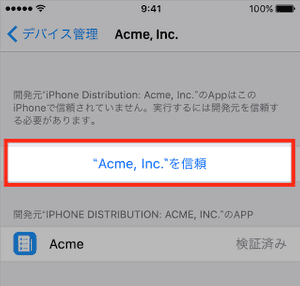 9:41
100%
デバイス管理 Acme, Inc.
開発元“iPhone Distribution: Acme, Inc.”のAppはこの
iPhoneで信頼されていません。実行するには開発元を信頼す
る必要があります。
“Acme, Inc.“を信頼
開発元“IPHONE DISTRIBUTION: ACME, INC.”のAPP
Acme 検証済み